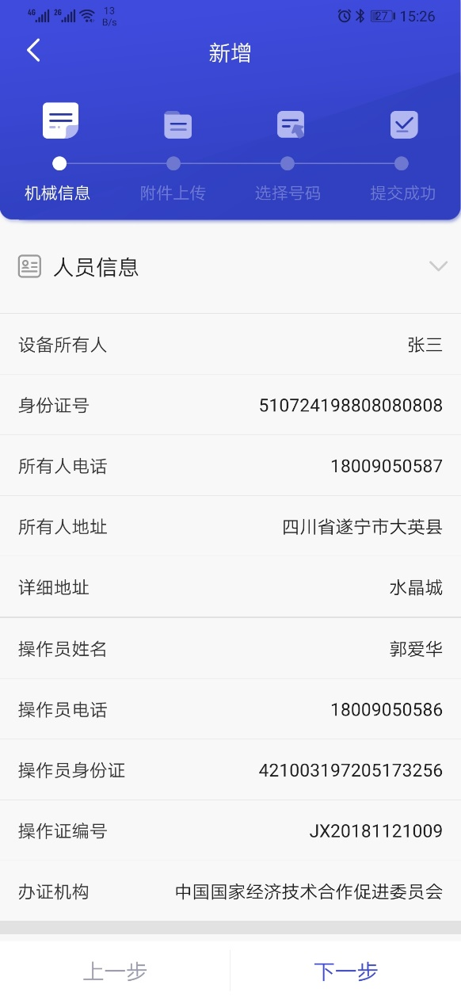 4G 2G 13 B/s 27 15:26
新增
机械信息 附件上传 选择号码 提交成功
人员信息
设备所有人 张三
身份证号 510724198808080808
所有人电话 18009050587
所有人地址 四川省遂宁市大英县
详细地址 水晶城
操作员姓名 郭爱华
操作员电话 18009050586
操作员身份证 421003197205173256
操作证编号 JX20181121009
办证机构 中国国家经济技术合作促进委员会
上一步 下一步